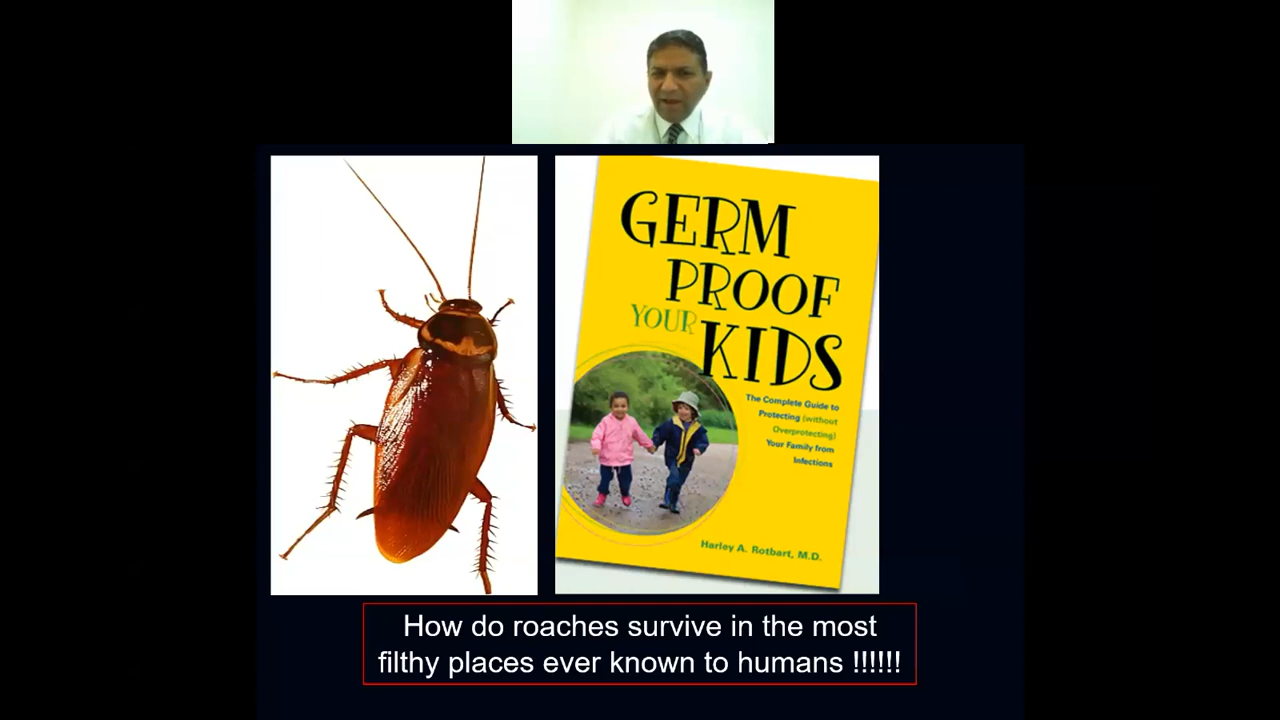 GERM
PROOF
YOUR KIDS
The Complete Guide to
Protecting (without
Overprotecting)
Your Family from
Infections
Harley A. Rotbart, M.D.
How do roaches survive in the most
filthy places ever known to humans !!!!!!